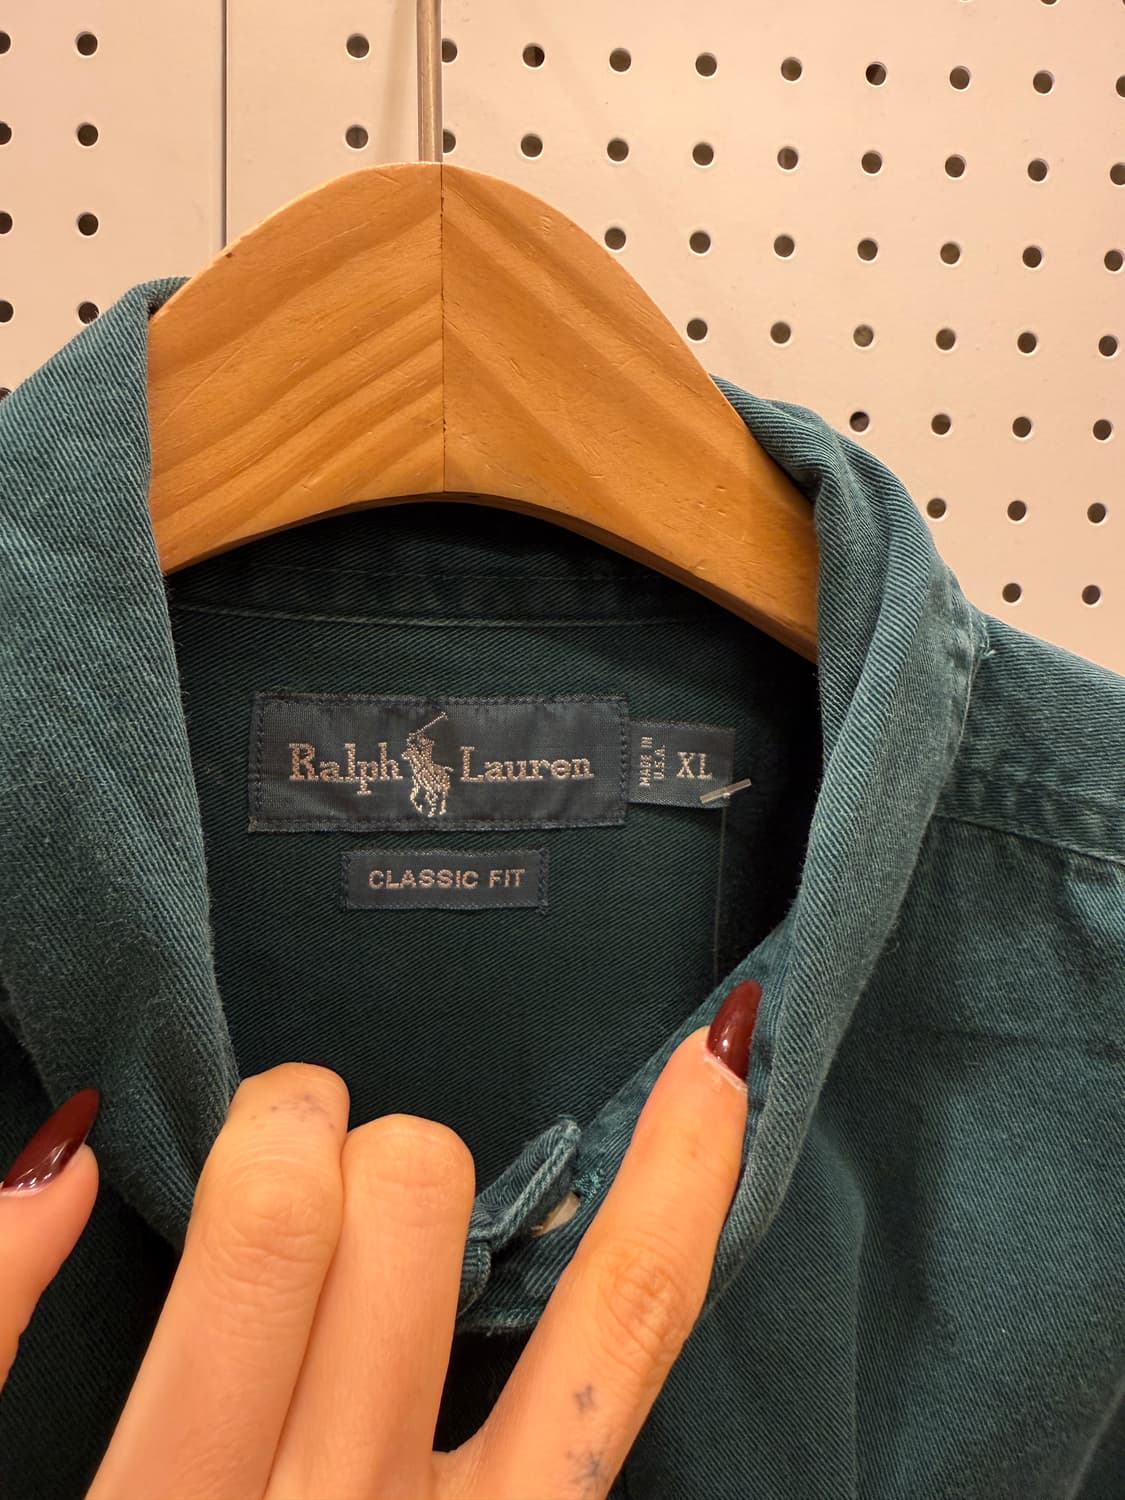 Ralph Lauren
MADE IN
U.S.A.
XL
CLASSIC FIT